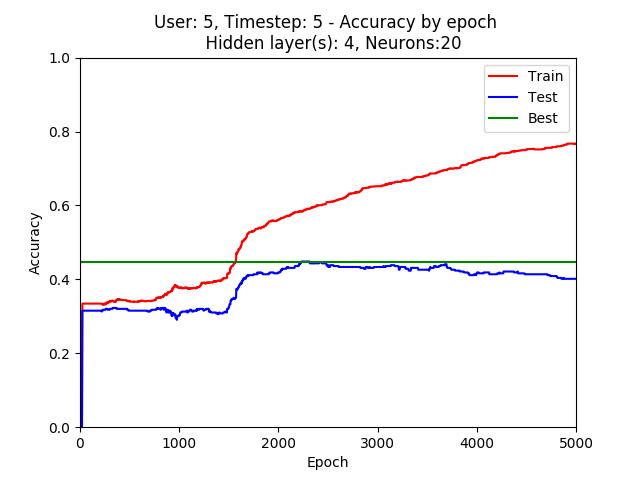 User: 5, Timestep: 5 - Accuracy by epoch
Hidden layer(s): 4, Neurons:20
1.0
0.8
0.6
0.4
0.2
0.0
Accuracy
Train
Test
Best
0 1000 2000 3000 4000 5000
Epoch